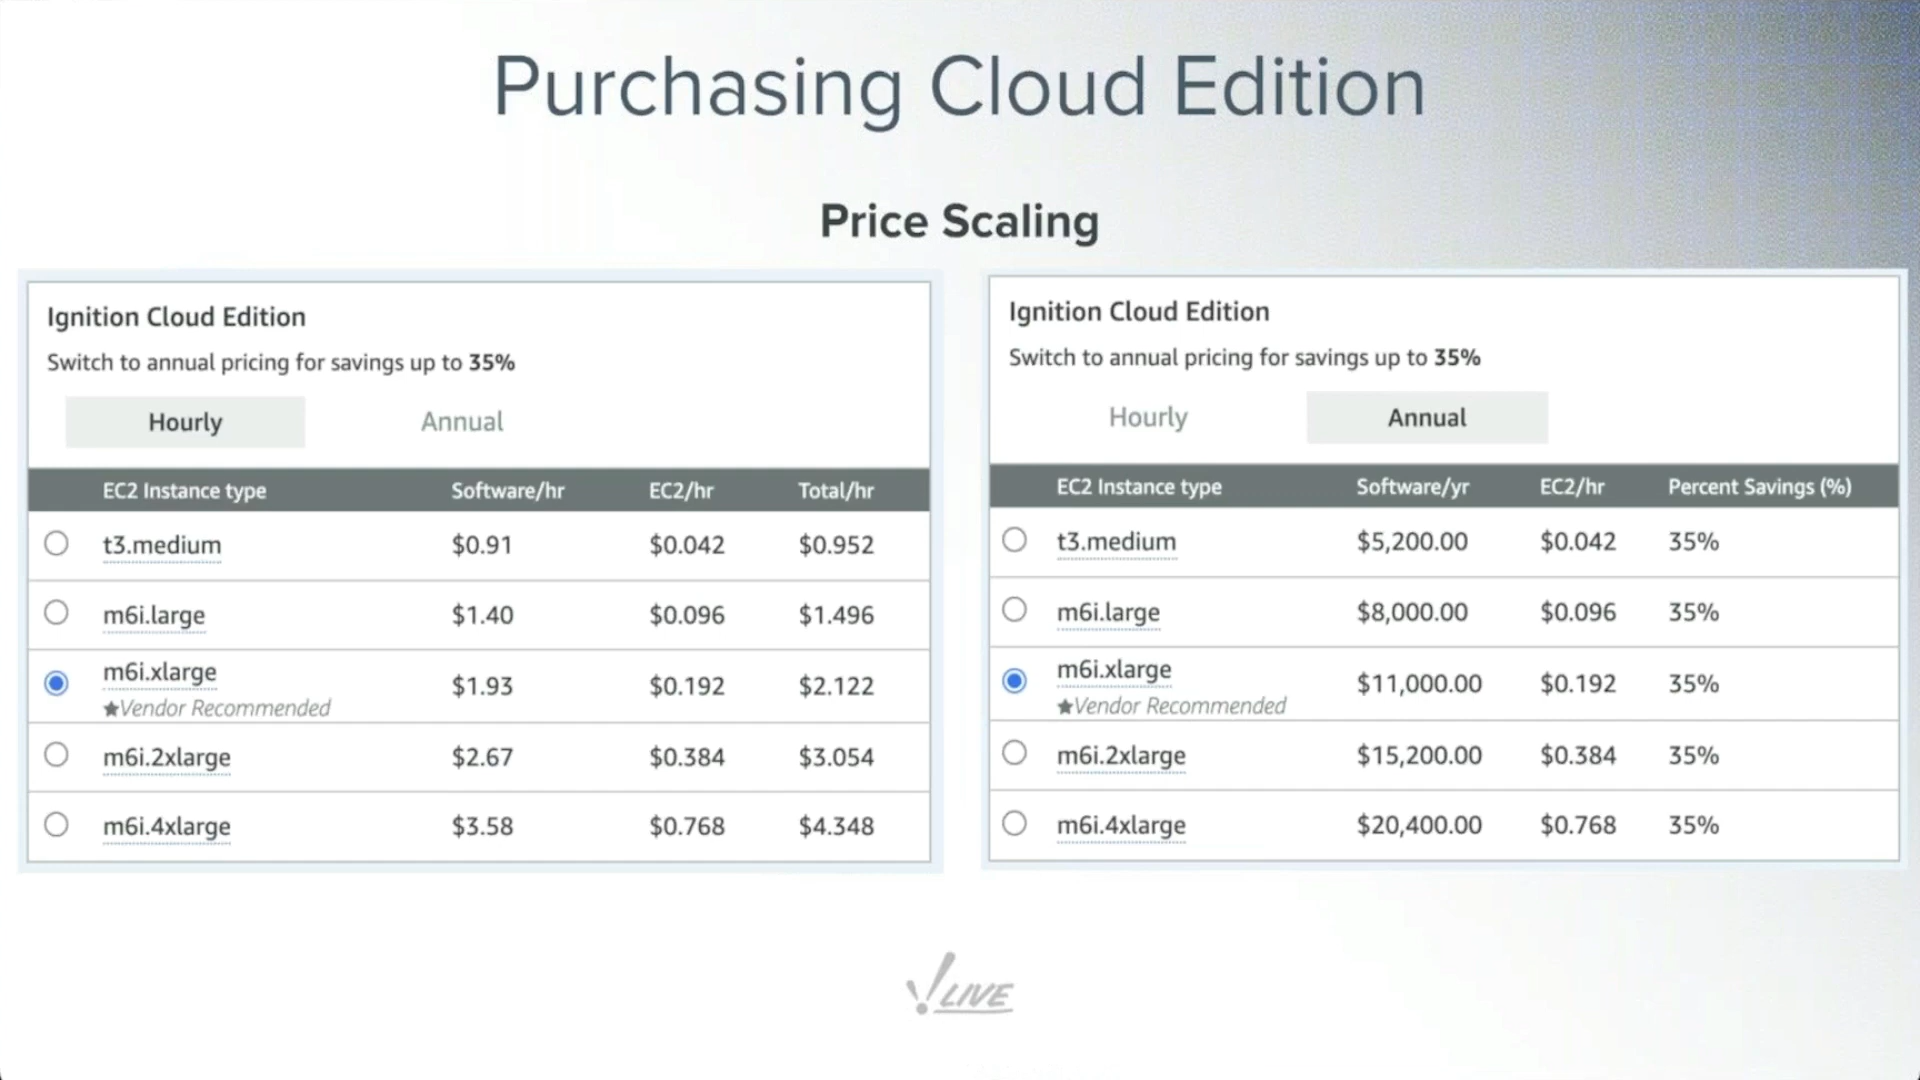 Purchasing Cloud Edition
Price Scaling
Ignition Cloud Edition
Switch to annual pricing for savings up to 35%
Hourly Annual
EC2 Instance type Software/hr EC2/hr Total/hr
t3.medium $0.91 $0.042 $0.952
m6i.large $1.40 $0.096 $1.496
m6i.xlarge $1.93 $0.192 $2.122
★Vendor Recommended
m6i.2xlarge $2.67 $0.384 $3.054
m6i.4xlarge $3.58 $0.768 $4.348
Ignition Cloud Edition
Switch to annual pricing for savings up to 35%
Hourly Annual
EC2 Instance type Software/yr EC2/hr Percent Savings (%)
t3.medium $5,200.00 $0.042 35%
m6i.large $8,000.00 $0.096 35%
m6i.xlarge $11,000.00 $0.192 35%
★Vendor Recommended
m6i.2xlarge $15,200.00 $0.384 35%
m6i.4xlarge $20,400.00 $0.768 35%
LIVE